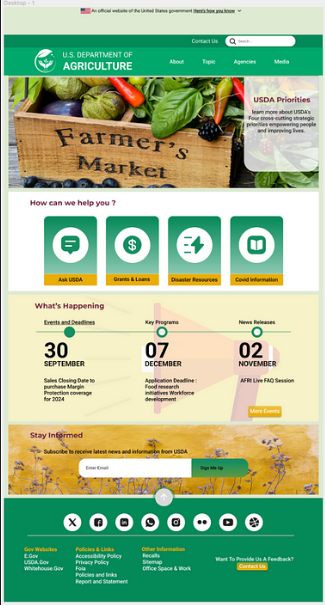 Desktop - 1
An official website of the United States government Here's how you know
Contact Us
Search...
U.S. DEPARTMENT OF
AGRICULTURE
About Topic Agencies Media
Farmer's
Market
USDA Priorities
learn more about USDA's
Four cross-cutting strategic
priorities empowering people
and improving lives.
How can we help you ?
Ask USDA
Grants & Loans
Disaster Resources
Covid Information
What's Happening
Events and Deadlines
Key Programs
News Releases
30
SEPTEMBER
07
DECEMBER
02
NOVEMBER
Sales Closing Date to
purchase Margin
Protection coverage
for 2024
Application Deadline :
Food research
initiatives Workforce
development
AFRI Live FAQ Session
More Events
Stay Informed
Subscribe to receive latest news and information from USDA
Enter Email
Sign Me Up
Gov Websites
E.Gov
USDA.Gov
Whitehouse.Gov
Policies & Links
Accessibility Policy
Privacy Policy
Foia
Policies and links
Report and Statement
Other Information
Recalls
Sitemap
Office Space & Work
Want To Provide Us A Feedback?
Contact Us